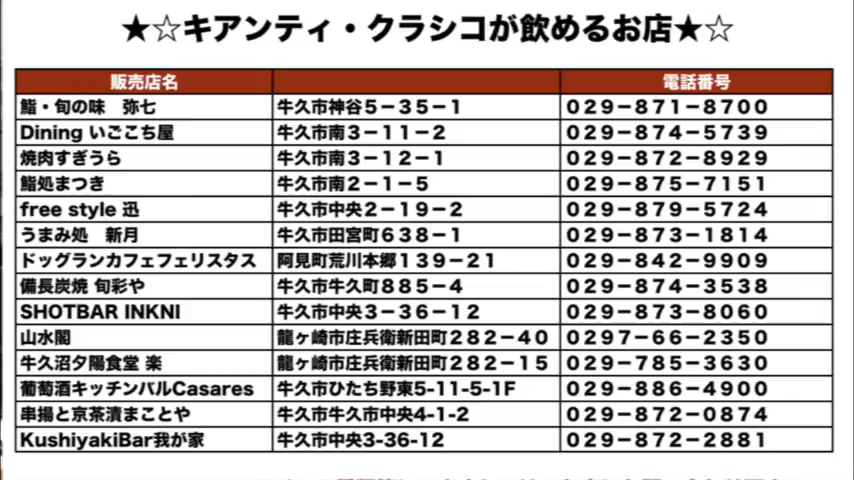 ★☆キアンティ・クラシコが飲めるお店★☆
販売店名 電話番号
鮨・旬の味　弥七 牛久市神谷５－３５－１ ０２９－８７１－８７００
Dining いごこち屋 牛久市南３－１１－２ ０２９－８７４－５７３９
焼肉すぎうら 牛久市南３－１２－１ ０２９－８７２－８９２９
鮨処まつき 牛久市南２－１－５ ０２９－８７５－７１５１
free style 迅 牛久市中央２－１９－２ ０２９－８７９－５７２４
うまみ処　新月 牛久市田宮町６３８－１ ０２９－８７３－１８１４
ドッグランカフェフェリスタス 阿見町荒川本郷１３９－２１ ０２９－８４２－９９０９
備長炭焼 旬彩や 牛久市牛久町８８５－４ ０２９－８７４－３５３８
SHOTBAR INKNI 牛久市中央３－３６－１２ ０２９－８７３－８０６０
山水閣 龍ヶ崎市庄兵衛新田町２８２－４０ ０２９７－６６－２３５０
牛久沼夕陽食堂 楽 龍ヶ崎市庄兵衛新田町２８２－１５ ０２９－７８５－３６３０
葡萄酒キッチンバルCasares 牛久市ひたち野東5-11-5-1F ０２９－８８６－４９００
串揚と京茶漬まことや 牛久市牛久市中央4-1-2 ０２９－８７２－０８７４
KushiyakiBar我が家 牛久市中央3-36-12 ０２９－８７２－２８８１